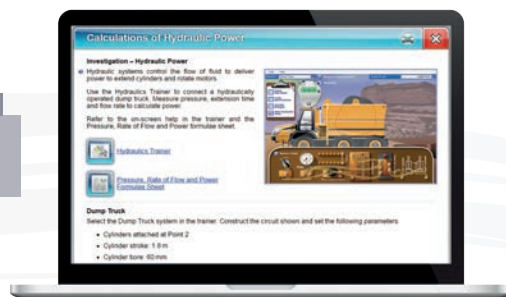 Calculations of Hydraulic Power
Investigation – Hydraulic Power
Hydraulic systems control the flow of fluid to deliver
power to extend cylinders and rotate motors.
Use the Hydraulics Trainer to connect a hydraulically
operated dump truck. Measure pressure, extension time
and flow rate to calculate power.
Refer to the on-screen help in the trainer and the
Pressure, Rate of Flow and Power formulae sheet.
Hydraulics Trainer
Pressure, Rate of Flow and Power
Formulae Sheet
Dump Truck
Select the Dump Truck system in the trainer. Construct the circuit shown and set the following parameters
• Cylinders attached at Point 2
• Cylinder stroke: 1.8 m
• Cylinder bore: 60 mm